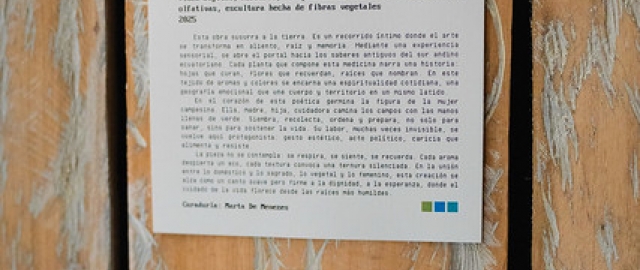 olfativas, escultura hecha de fibras vegetales
2025
Esta obra susurra a la tierra. Es un recorrido íntimo donde el arte
se transforma en aliento, raíz y memoria. Mediante una experiencia
sensorial, se abre el portal hacia los saberes antiguos del sur andino
ecuatoriano. Cada planta que compone esta medicina narra una historia:
hojas que curan, flores que recuerdan, raíces que nombran. En este
tejido de aromas y colores se encarna una espiritualidad cotidiana, una
geografía emocional que une cuerpo y territorio en un mismo latido.
En el corazón de esta poética germina la figura de la mujer
campesina. Ella, madre, hija, cuidadora camina los campos con las manos
llenas de verde. Siembra, recolecta, ordena y prepara, no solo para
sanar, sino para sostener la vida. Su labor, muchas veces invisible, se
vuelve aquí protagonista: gesto estético, acto político, caricia que
alimenta y resiste.
La pieza no se contempla: se respira, se siente, se recuerda. Cada aroma
despierta un eco, cada textura convoca una ternura silenciada. En la unión
entre lo doméstico y lo sagrado, lo vegetal y lo femenino, esta creación se
alza como un canto suave pero firme a la dignidad, a la esperanza, donde el
cuidado de la vida florece desde las raíces más humildes.
Curaduría: Marta De Menezes